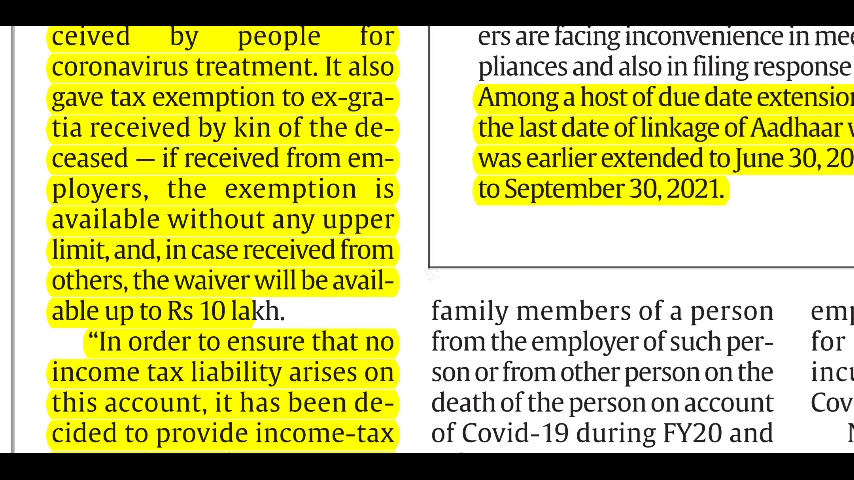 ceived by people for
coronavirus treatment. It also
gave tax exemption to ex-gra-
tia received by kin of the de-
ceased — if received from em-
ployers, the exemption is
available without any upper
limit, and, in case received from
others, the waiver will be avail-
able up to Rs 10 lakh.
“In order to ensure that no
income tax liability arises on
this account, it has been de-
cided to provide income-tax
ers are facing inconvenience in
pliances and also in filing response
Among a host of due date
the last date of linkage of Aadhaar
was earlier extended to June 30,
to September 30, 2021.
family members of a person
from the employer of such per-
son or from other person on the
death of the person on account
of Covid-19 during FY20 and
for